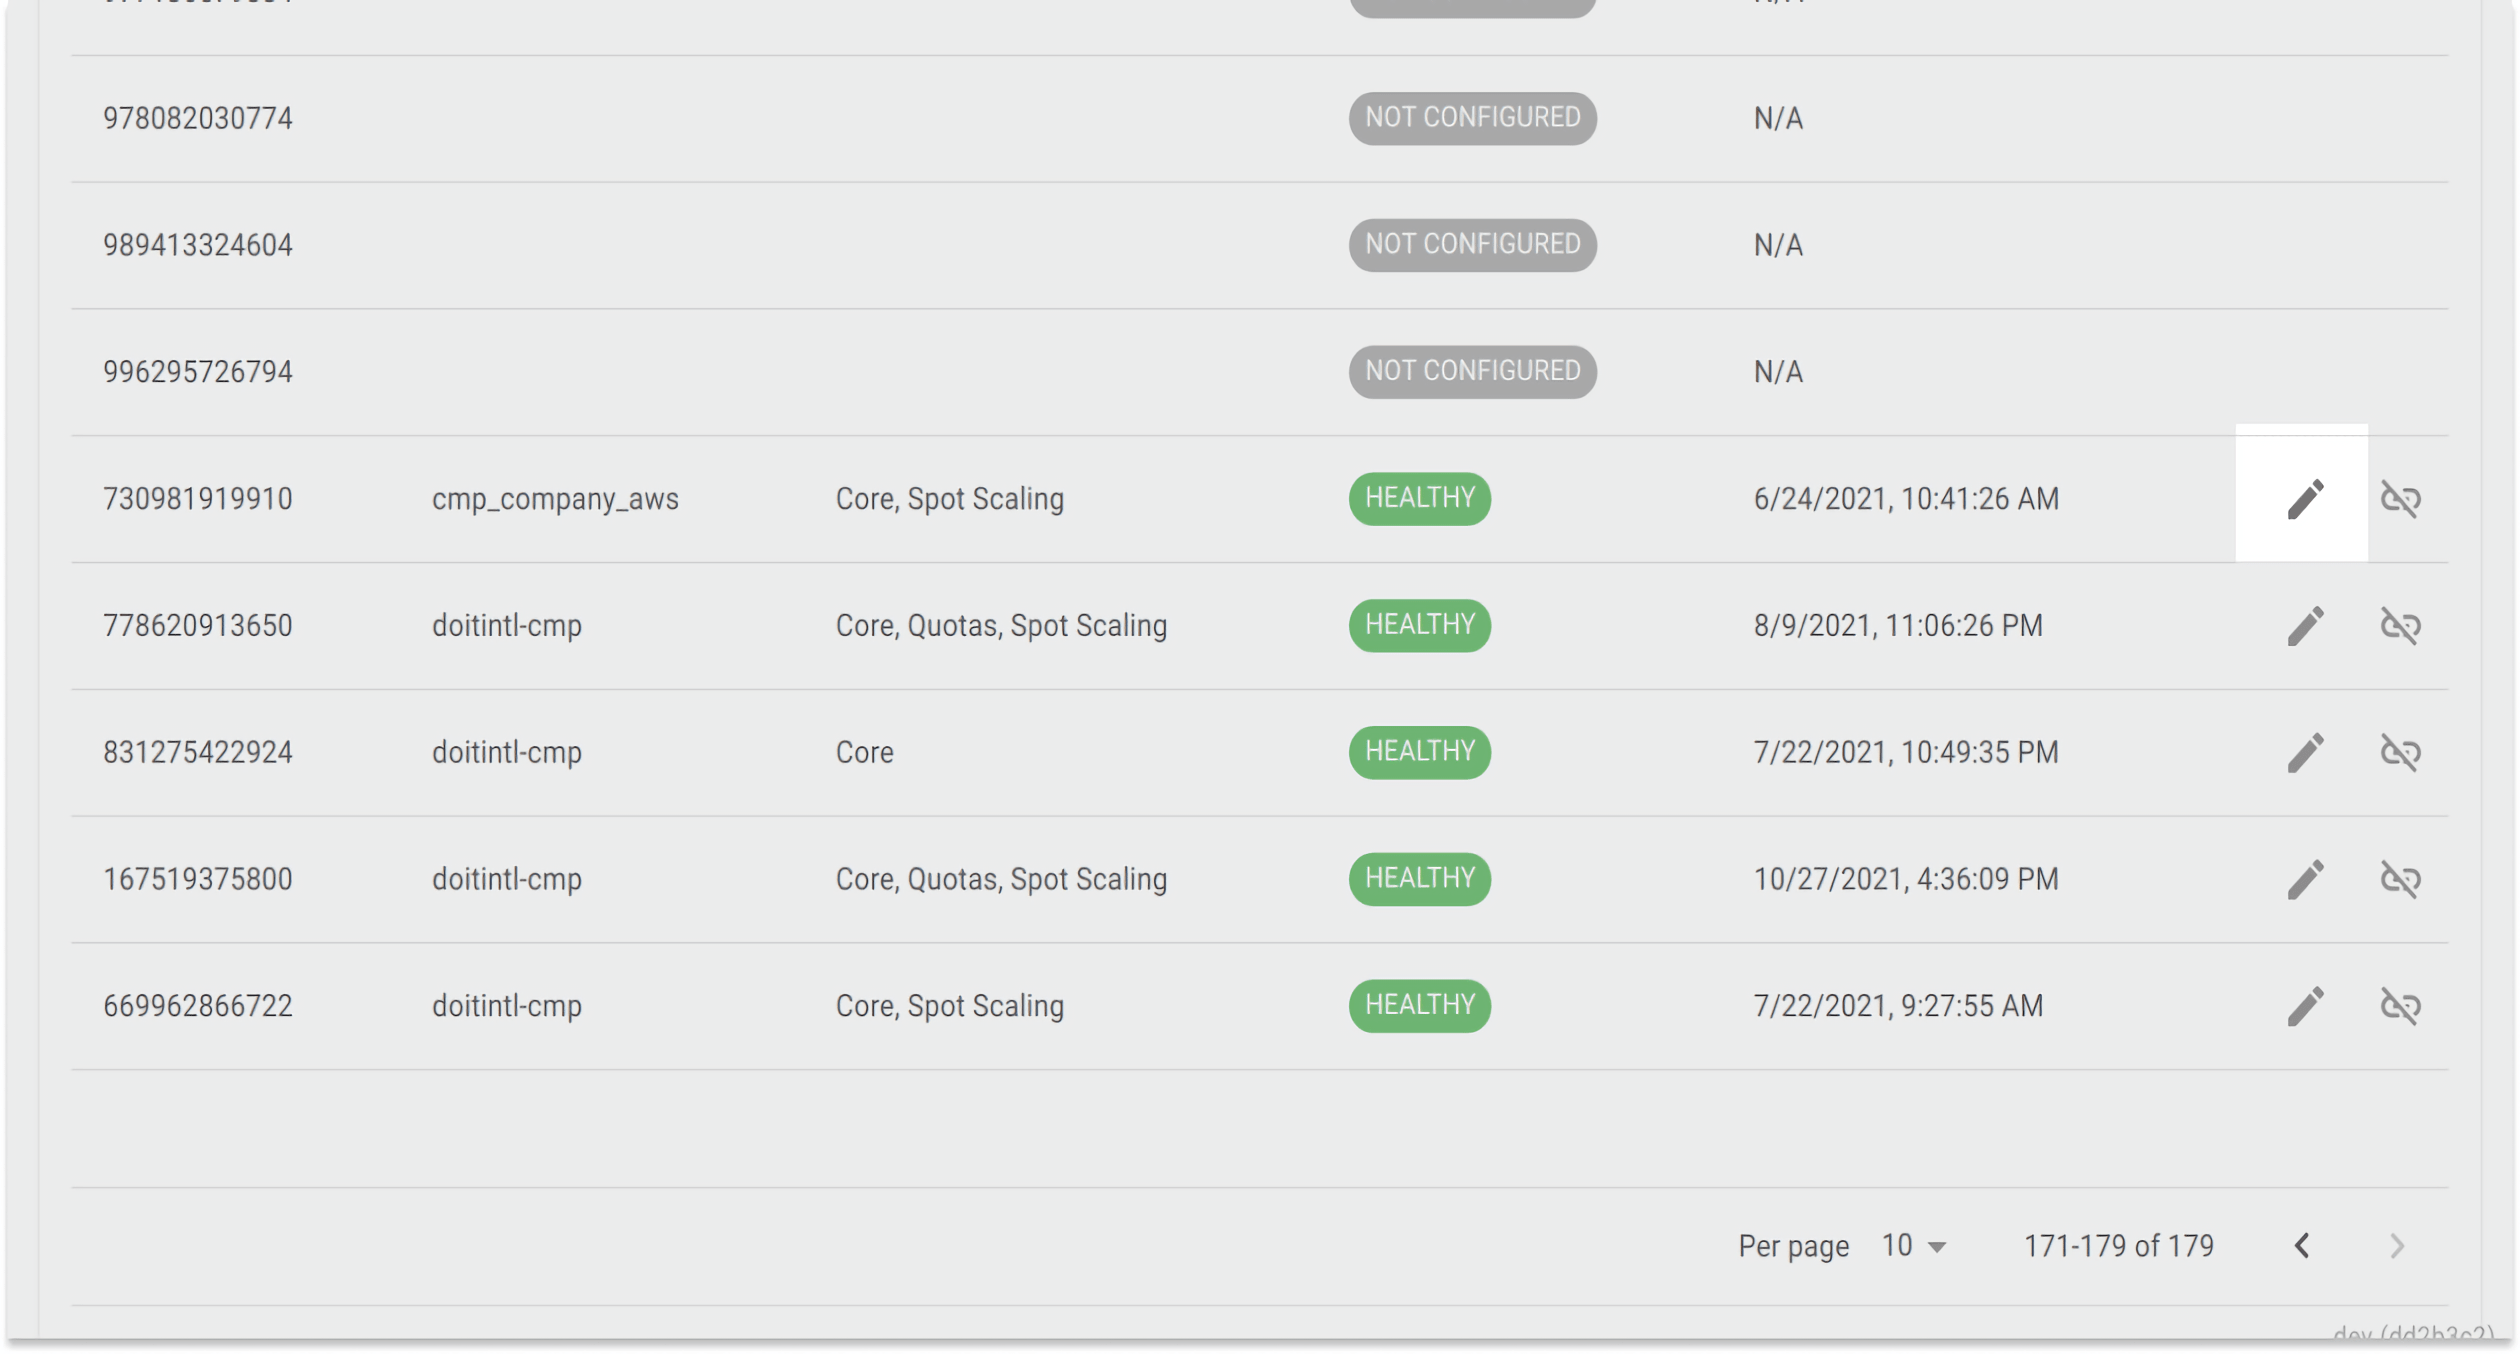 978082030774 NOT CONFIGURED N/A
989413324604 NOT CONFIGURED N/A
996295726794 NOT CONFIGURED N/A
730981919910 cmp_company_aws Core, Spot Scaling HEALTHY 6/24/2021, 10:41:26 AM
778620913650 doitintl-cmp Core, Quotas, Spot Scaling HEALTHY 8/9/2021, 11:06:26 PM
831275422924 doitintl-cmp Core HEALTHY 7/22/2021, 10:49:35 PM
167519375800 doitintl-cmp Core, Quotas, Spot Scaling HEALTHY 10/27/2021, 4:36:09 PM
669962866722 doitintl-cmp Core, Spot Scaling HEALTHY 7/22/2021, 9:27:55 AM
Per page 10 171-179 of 179